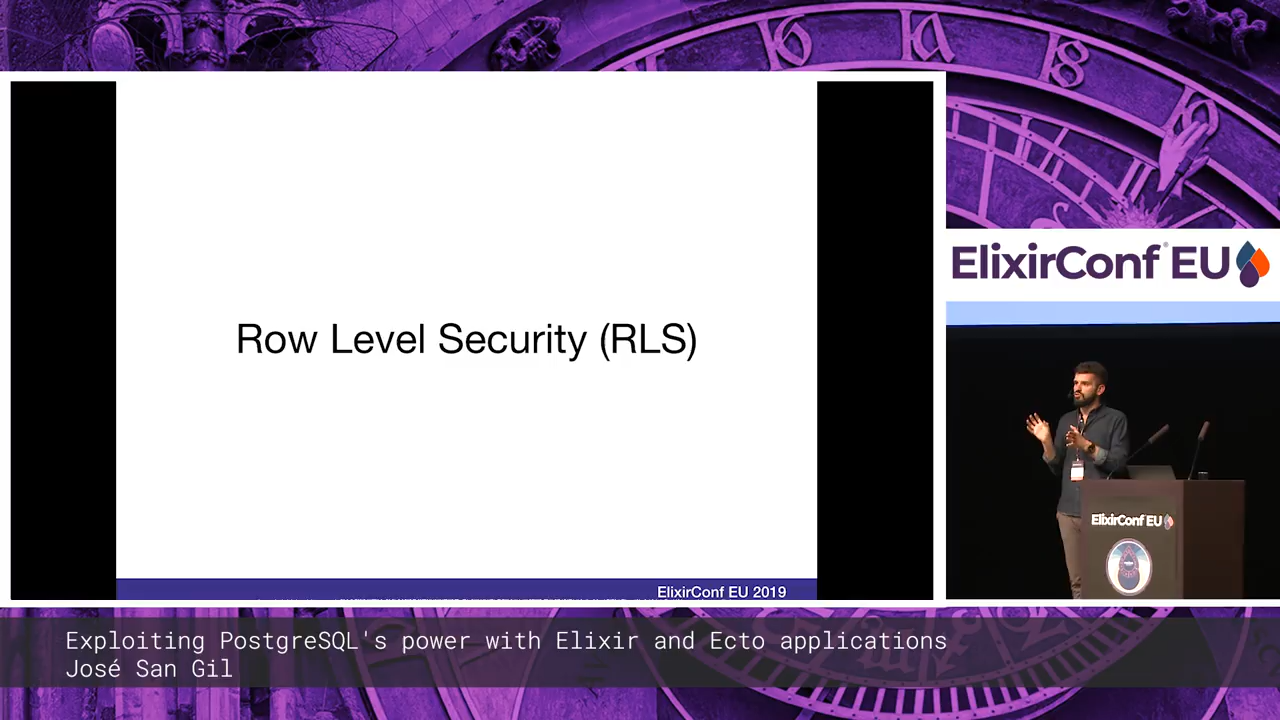 ElixirConf EU
Row Level Security (RLS)
ElixirConf EU
ElixirConf EU 2019
Exploiting PostgreSQL's power with Elixir and Ecto applications
José San Gil